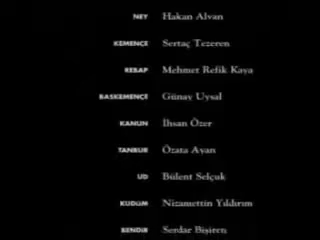 NEY Hakan Alvan
KEMENÇE Sertaç Tezeren
REBAP Mehmet Refik Kaya
BASKEMENÇE Günay Uysal
KANUN İhsan Özer
TANBUR Özata Ayan
UD Bülent Selçuk
KUDÜM Nizamettin Yıldırım
BENDİR Serdar Bişiren